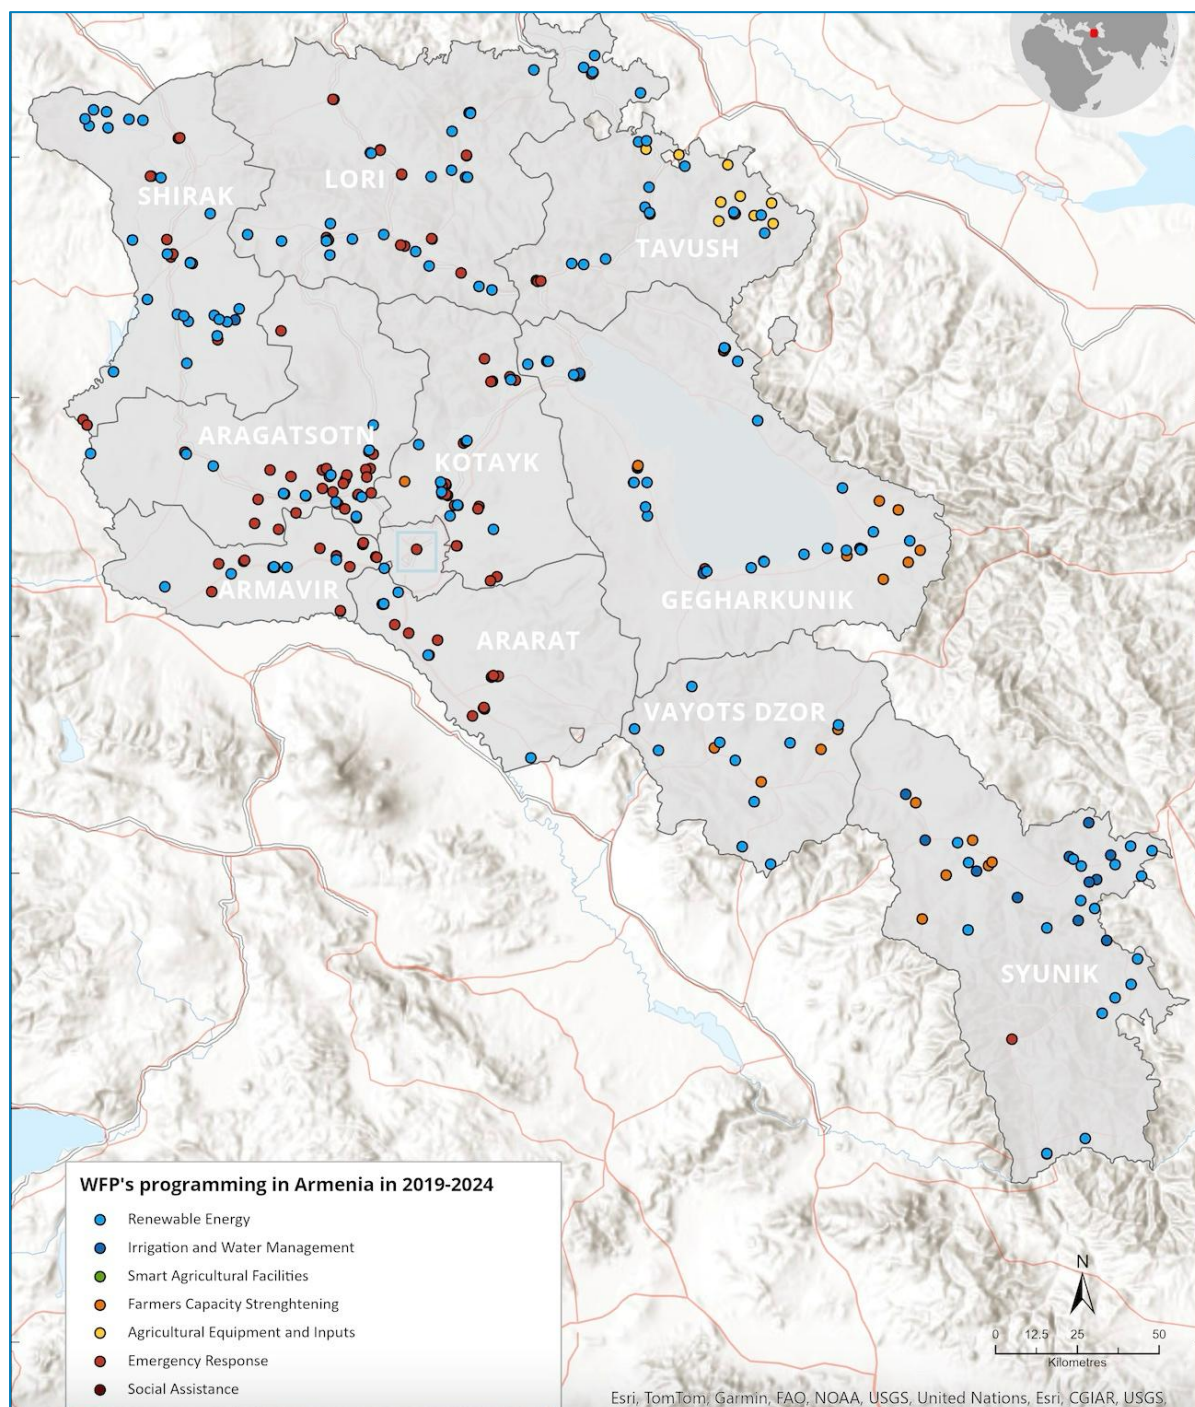 SHIRAK
LORI
TAVUSH
ARAGATSOTN
KOTAYK
ARMAVIR
GEGHARKUNIK
ARARAT
VAYOTS DZOR
SYUNIK
WFP's programming in Armenia in 2019-2024
Renewable Energy
Irrigation and Water Management
Smart Agricultural Facilities
Farmers Capacity Strenghtening
Agricultural Equipment and Inputs
Emergency Response
Social Assistance
N
0 12.5 25 50
Kilometres
Esri, TomTom, Garmin, FAO, NOAA, USGS, United Nations, Esri, CGIAR, USGS,